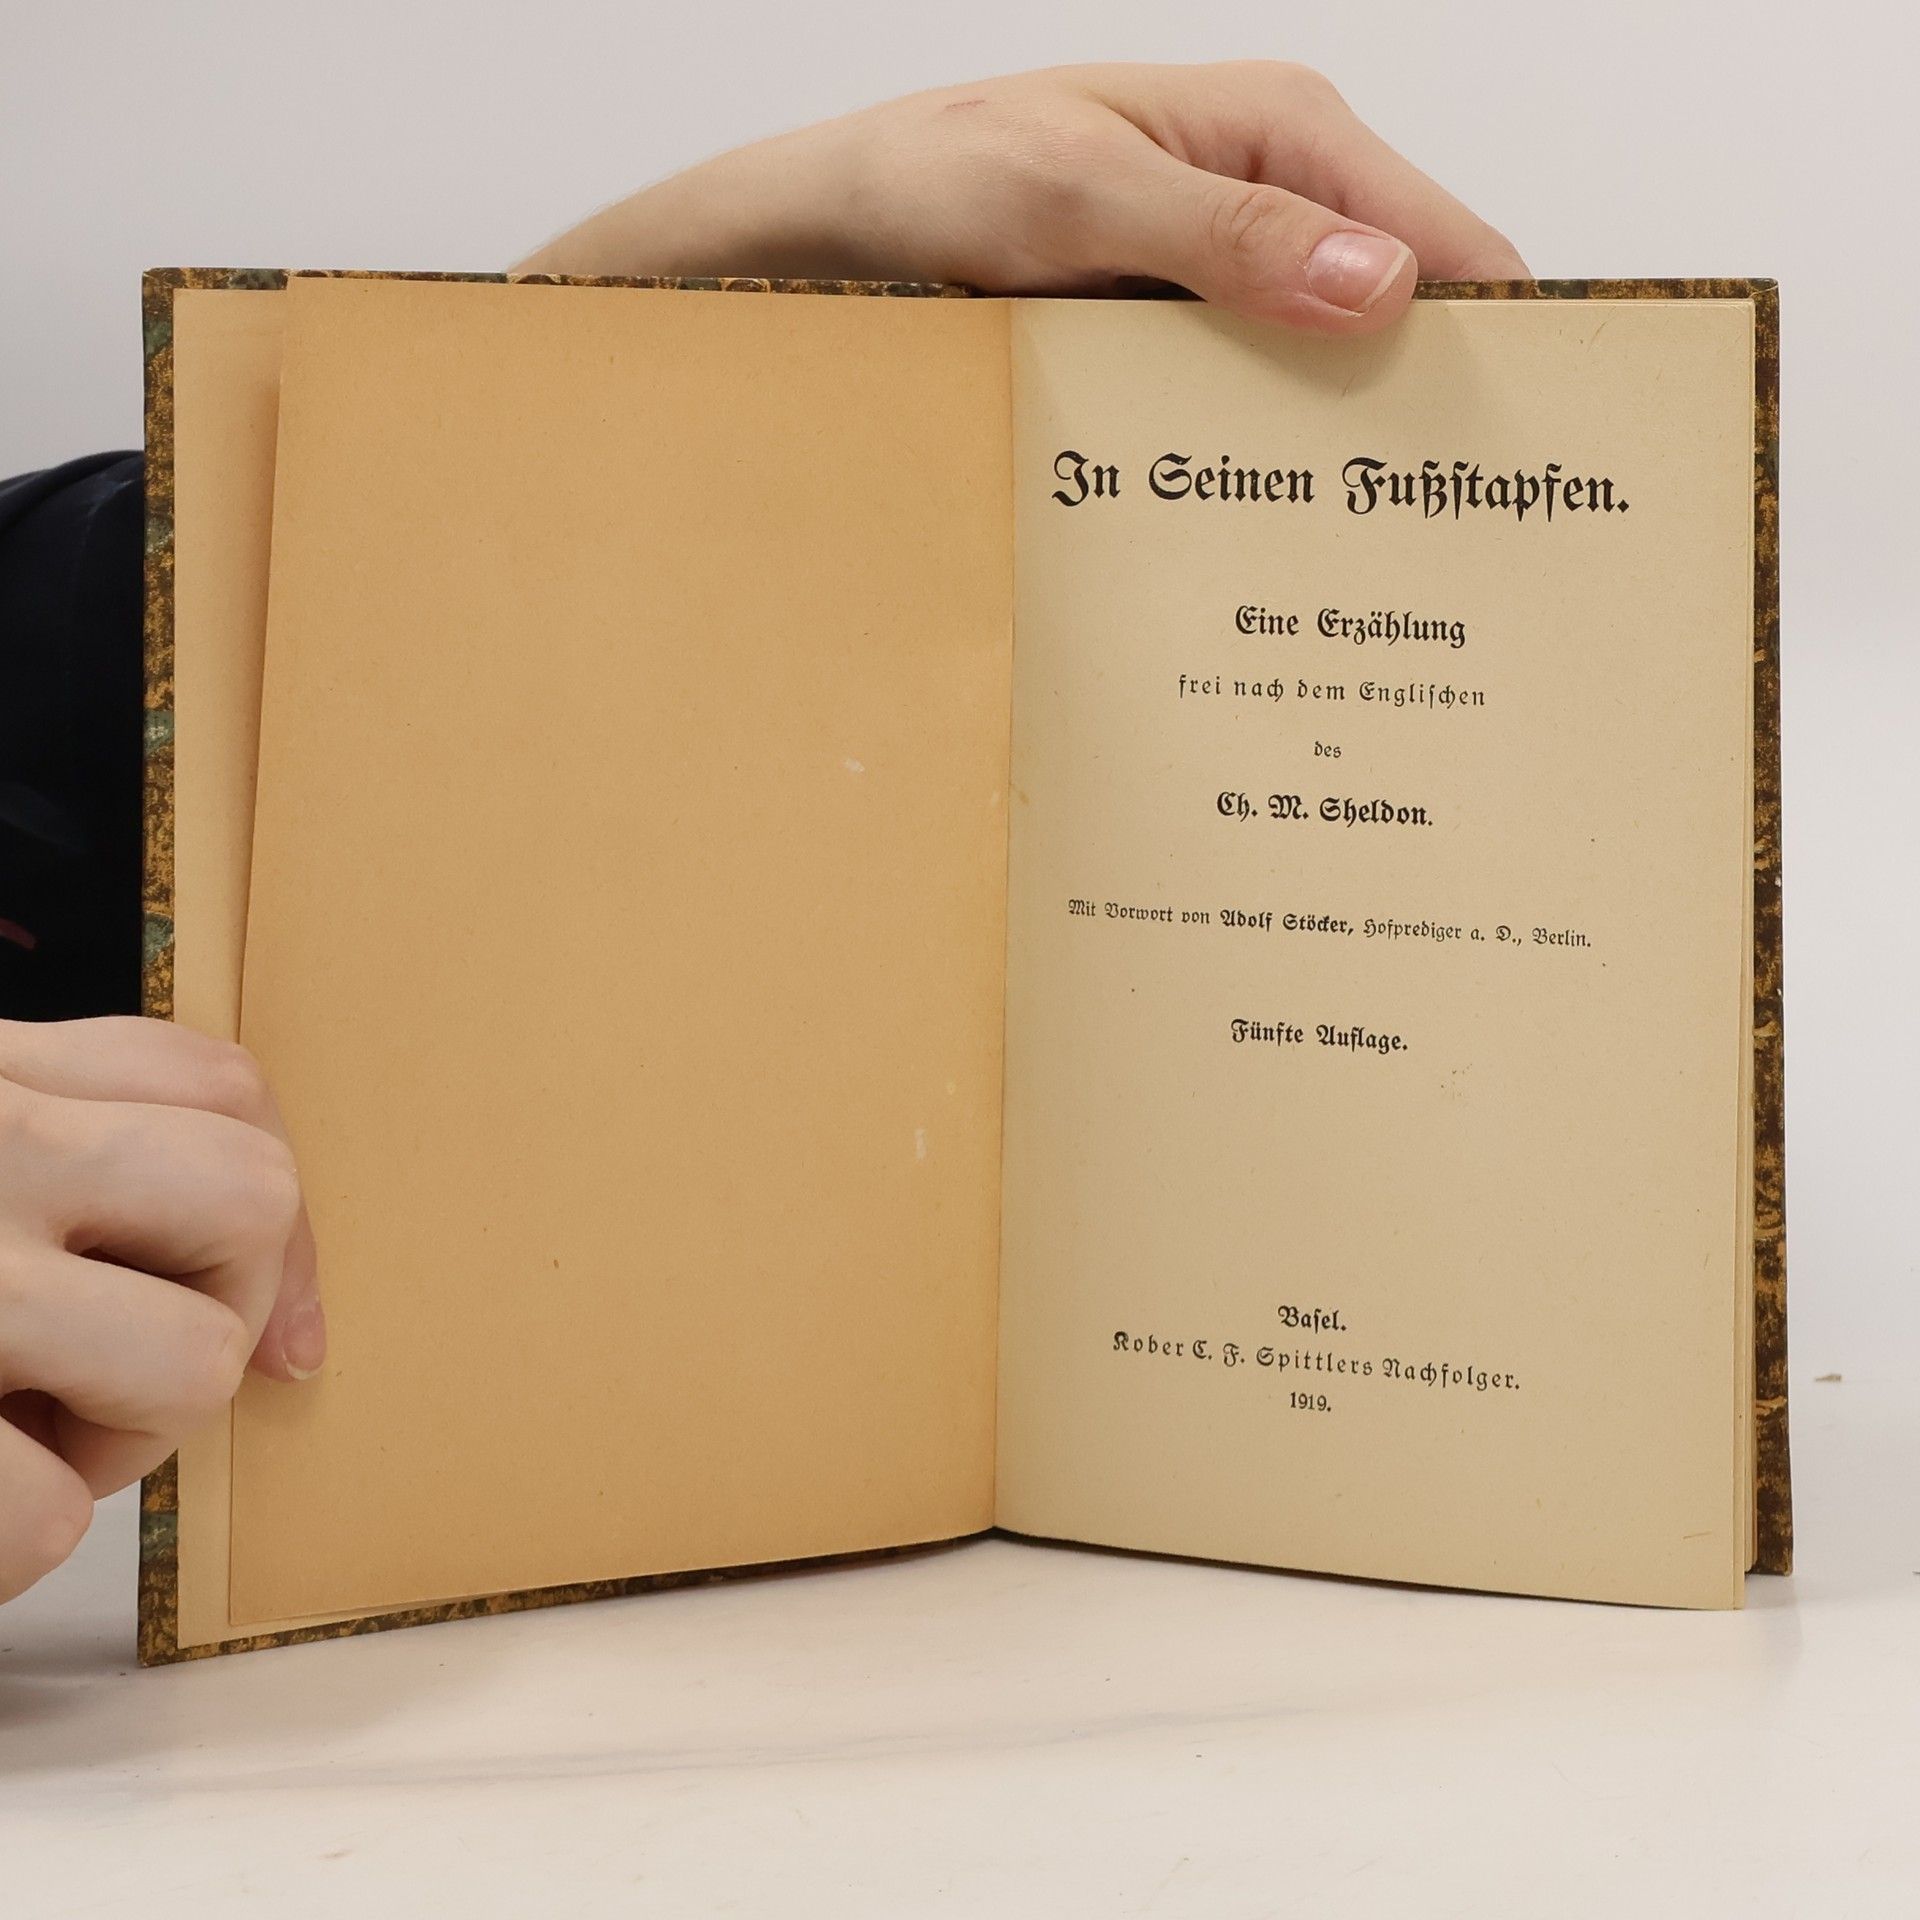 In Seinen Fußſtapfen.
Eine Erzählung
frei nach dem Engliſchen
des
Ch. M. Sheldon.
Mit Vorwort von Adolf Stöcker, Hofprediger a. D., Berlin.
Fünfte Auflage.
Baſel.
Kober C. F. Spittlers Nachfolger.
1919.